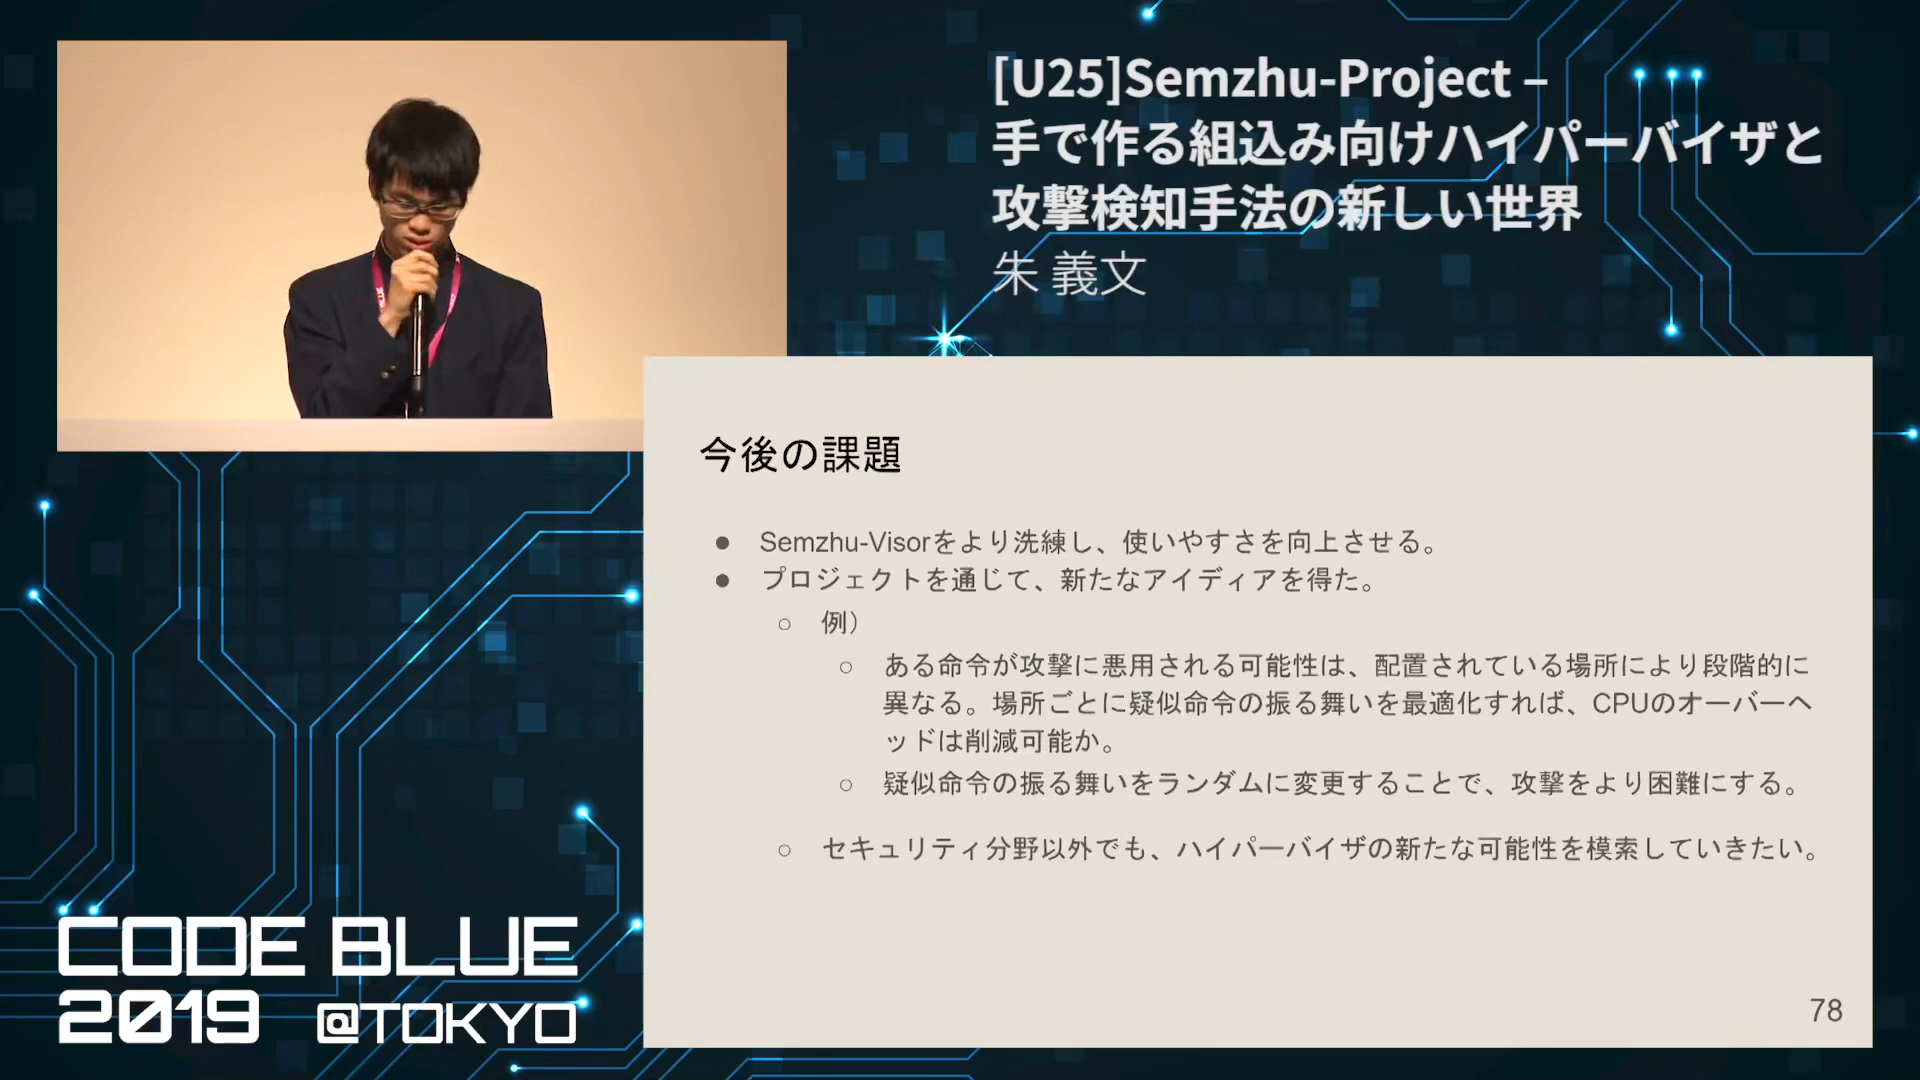 [U25]Semzhu-Project –
手で作る組込み向けハイパーバイザと
攻撃検知手法の新しい世界
朱 義文
今後の課題
● Semzhu-Visorをより洗練し、使いやすさを向上させる。
● プロジェクトを通じて、新たなアイディアを得た。
○ 例）
○ ある命令が攻撃に悪用される可能性は、配置されている場所により段階的に
異なる。場所ごとに疑似命令の振る舞いを最適化すれば、CPUのオーバーヘ
ッドは削減可能か。
○ 疑似命令の振る舞いをランダムに変更することで、攻撃をより困難にする。
○ セキュリティ分野以外でも、ハイパーバイザの新たな可能性を模索していきたい。
78
CODE BLUE
2019 @TOKYO